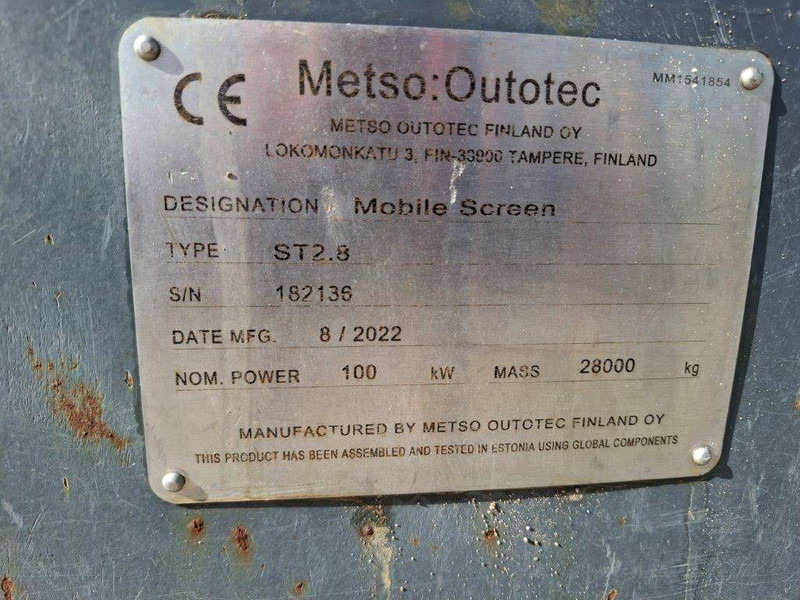 CE Metso:Outotec MM1541854
METSO OUTOTEC FINLAND OY
LOKOMONKATU 3, FIN-33900 TAMPERE, FINLAND
DESIGNATION Mobile Screen
TYPE ST2.8
S/N 182136
DATE MFG. 8 / 2022
NOM. POWER 100 kW MASS 28000 kg
MANUFACTURED BY METSO OUTOTEC FINLAND OY
THIS PRODUCT HAS BEEN ASSEMBLED AND TESTED IN ESTONIA USING GLOBAL COMPONENTS